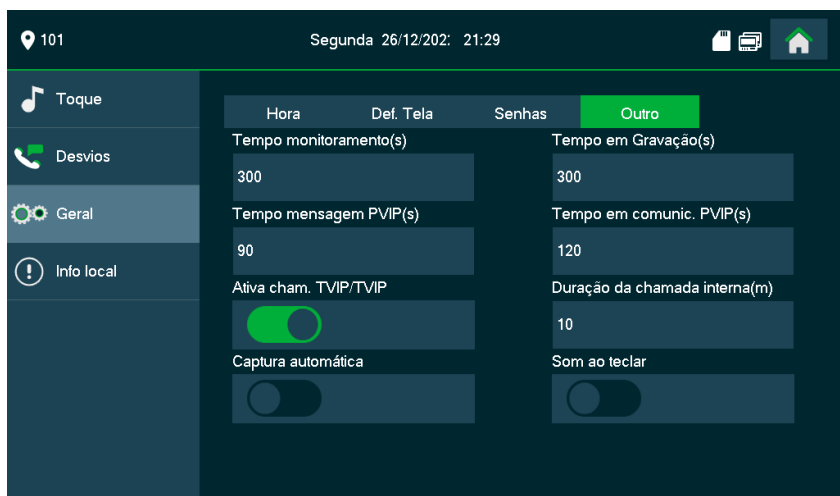 101 Segunda 26/12/202: 21:29
Toque
Desvios
Geral
Info local
Hora Def. Tela Senhas Outro
Tempo monitoramento(s) Tempo em Gravação(s)
300 300
Tempo mensagem PVIP(s) Tempo em comunic. PVIP(s)
90 120
Ativa cham. TVIP/TVIP Duração da chamada interna(m)
10
Captura automática Som ao teclar